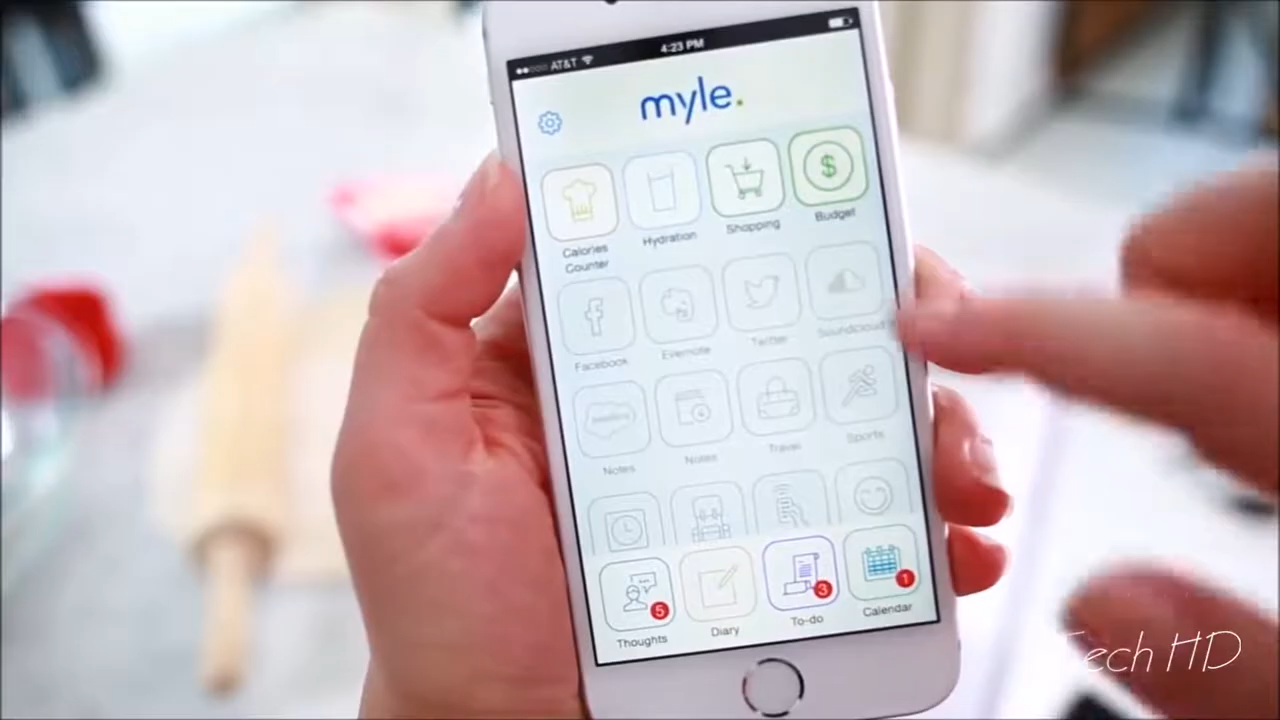 AT&T 4:23 PM
myle.
Calories Counter Hydration Shopping Budget
Facebook Evernote Twitter Soundcloud
Notes Notes Travel Sports
5 3 1
Thoughts Diary To-do Calendar
Tech HD